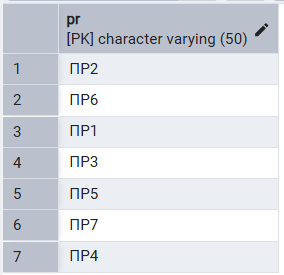 pr
[PK] character varying (50)
1 ПР2
2 ПР6
3 ПР1
4 ПР3
5 ПР5
6 ПР7
7 ПР4